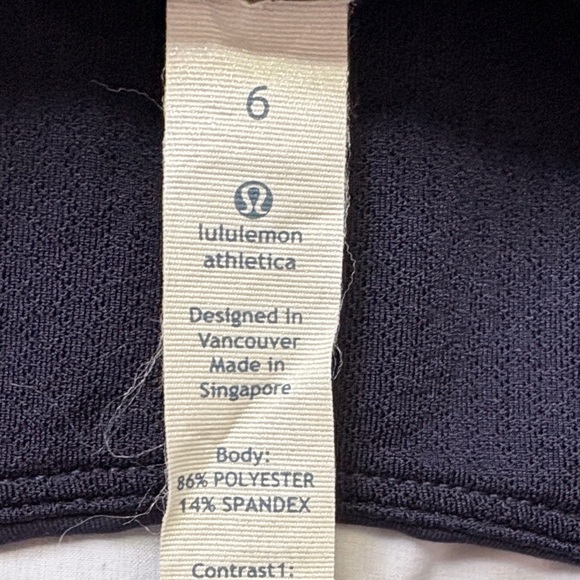 6
lululemon
athletica
Designed in
Vancouver
Made in
Singapore
Body:
86% POLYESTER
14% SPANDEX
Contrast1: